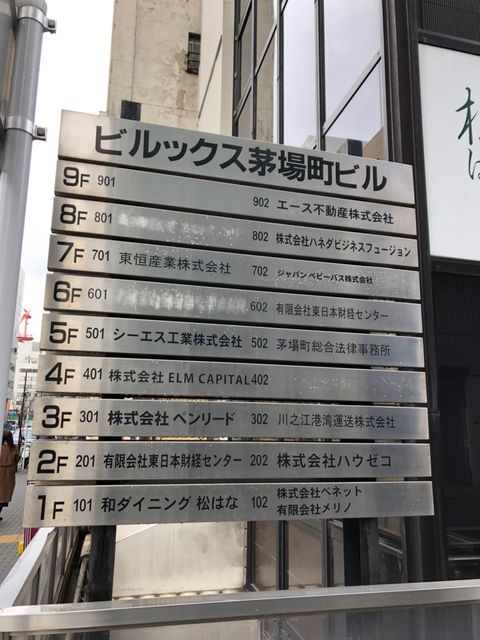 ビルックス茅場町ビル
9F 901 902 エース不動産株式会社
8F 801 802 株式会社ハネダビジネスフュージョン
7F 701 東恒産業株式会社 702 ジャパン ベビーバス株式会社
6F 601 602 有限会社東日本財経センター
5F 501 シーエス工業株式会社 502 茅場町総合法律事務所
4F 401 株式会社 ELM CAPITAL 402
3F 301 株式会社 ペンリード 302 川之江港湾運送株式会社
2F 201 有限会社東日本財経センター 202 株式会社ハウゼコ
1F 101 和ダイニング 松はな 102 株式会社ベネット
有限会社メリノ